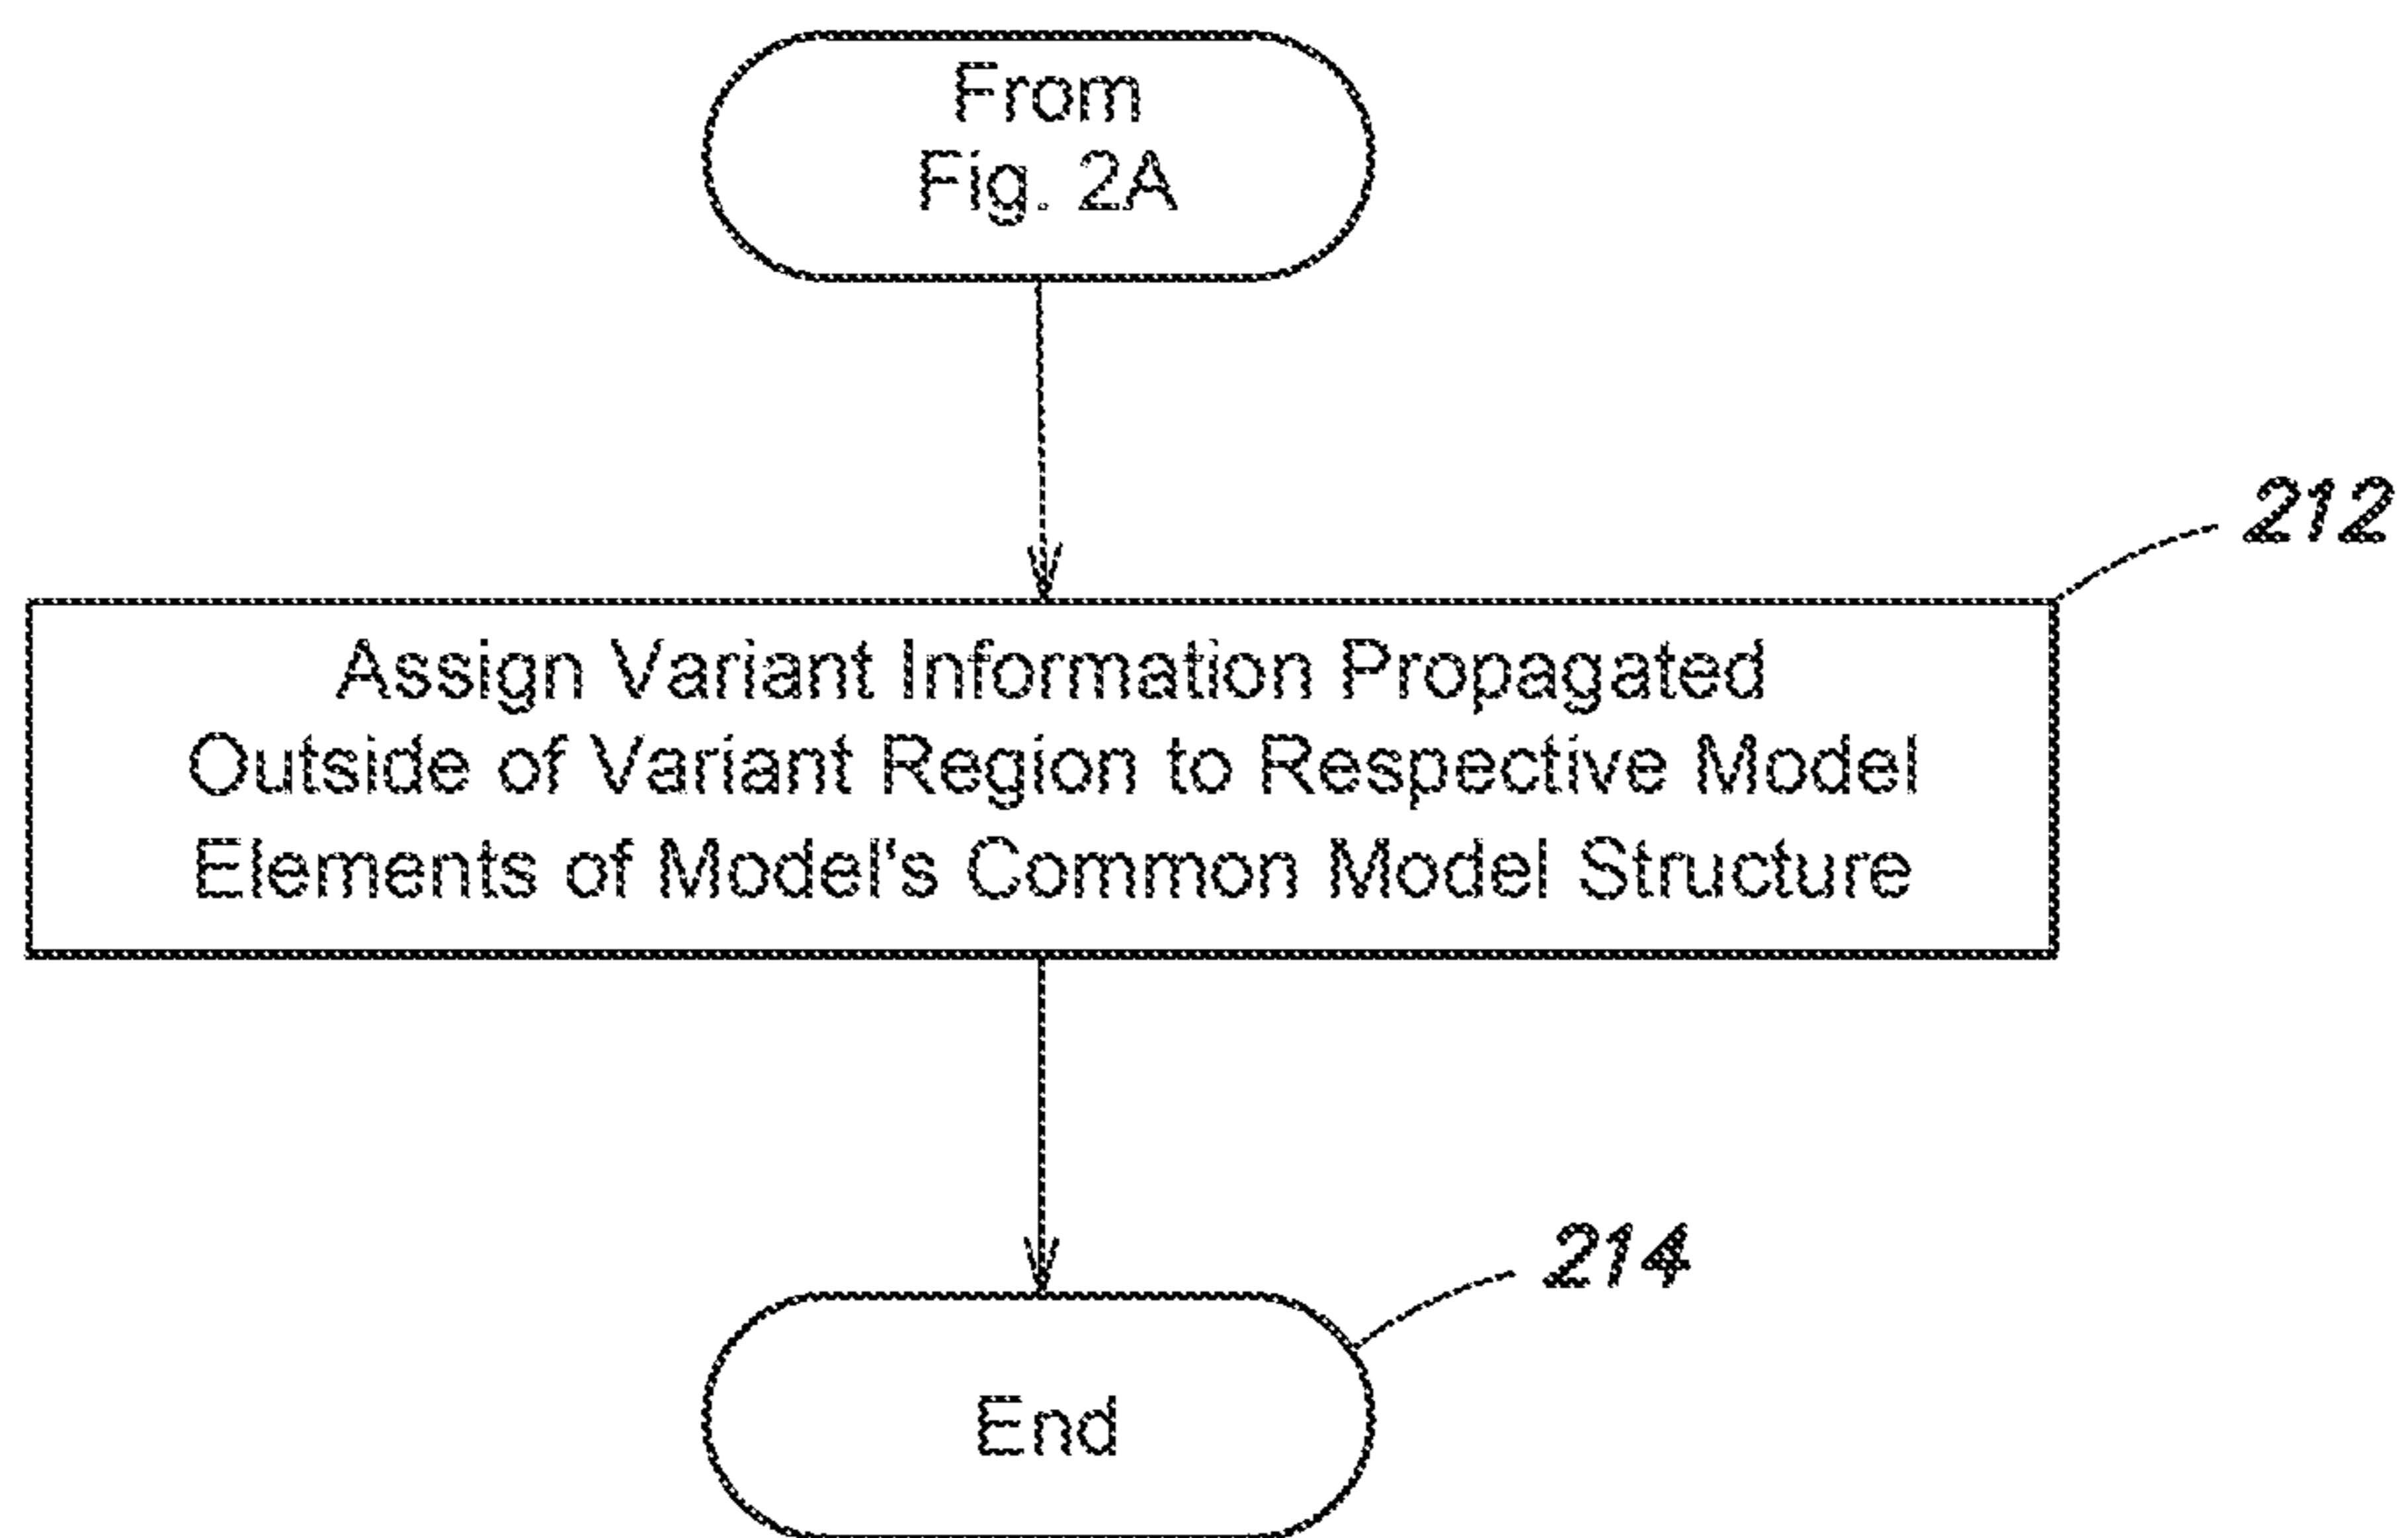 From
Fig. 2A
212
Assign Variant Information Propagated
Outside of Variant Region to Respective Model
Elements of Model's Common Model Structure
214
End